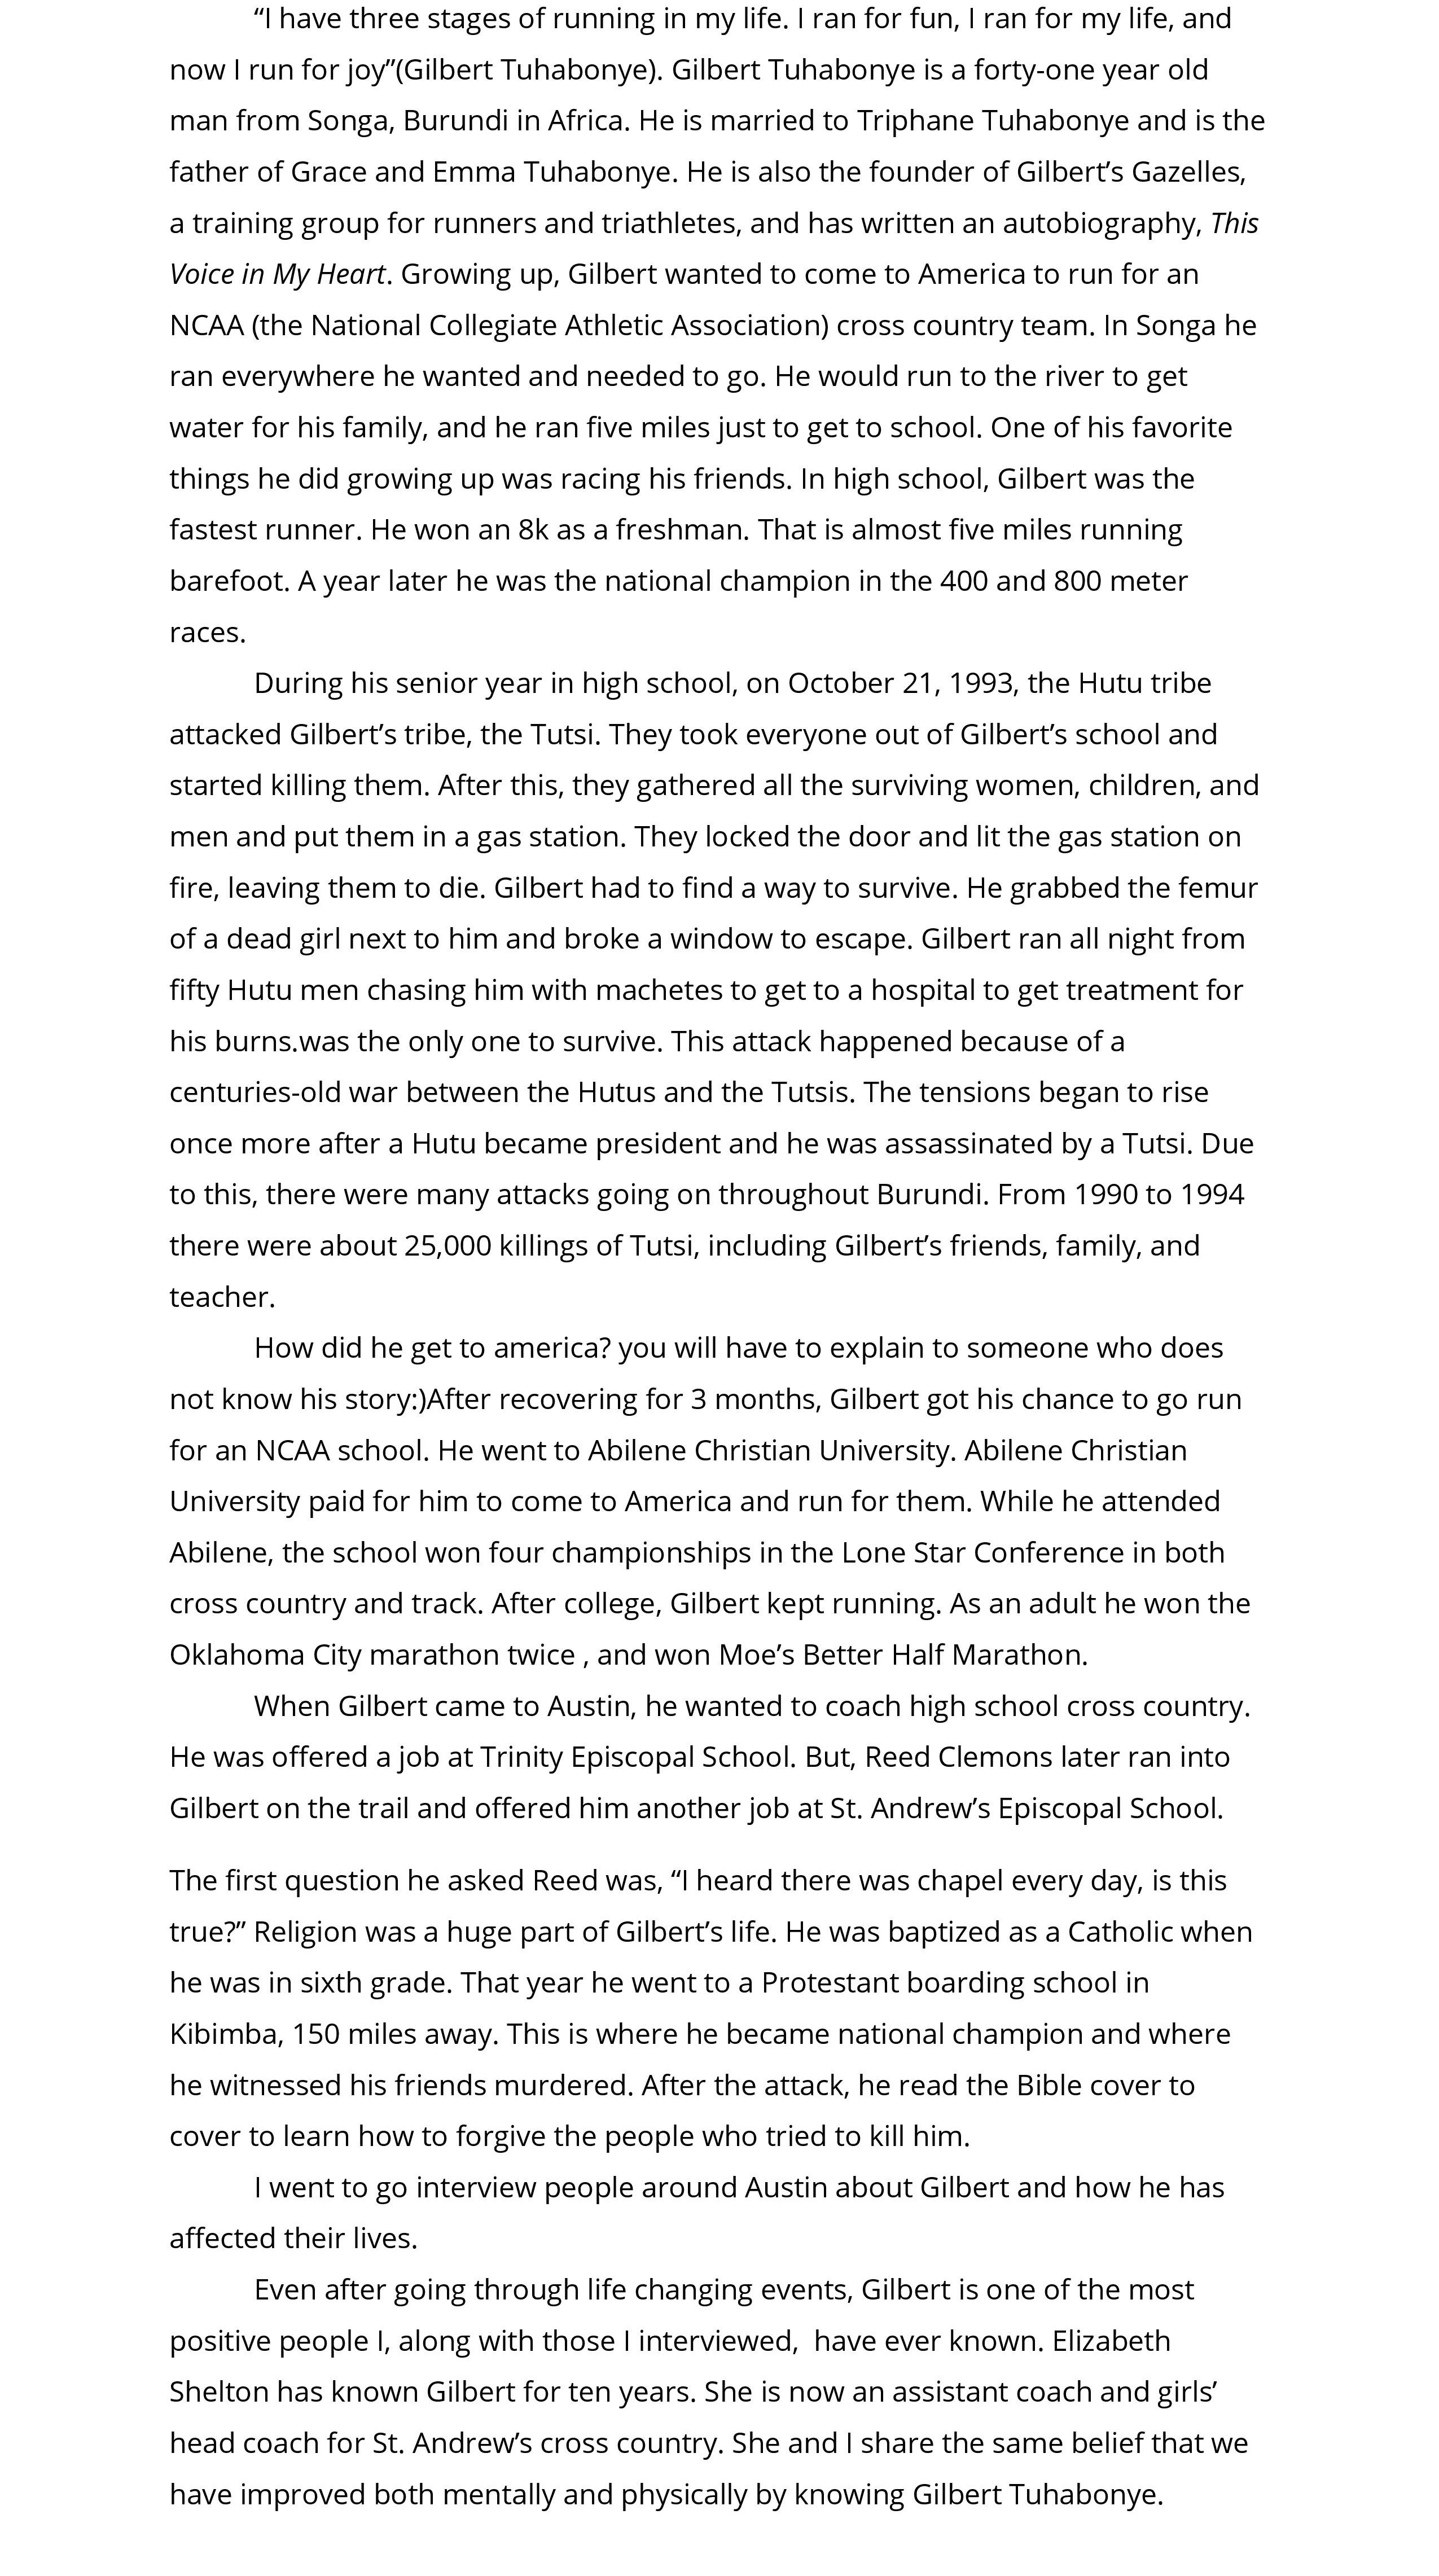 “I have three stages of running in my life. I ran for fun, I ran for my life, and
now I run for joy”(Gilbert Tuhabonye). Gilbert Tuhabonye is a forty-one year old
man from Songa, Burundi in Africa. He is married to Triphane Tuhabonye and is the
father of Grace and Emma Tuhabonye. He is also the founder of Gilbert’s Gazelles,
a training group for runners and triathletes, and has written an autobiography, This
Voice in My Heart. Growing up, Gilbert wanted to come to America to run for an
NCAA (the National Collegiate Athletic Association) cross country team. In Songa he
ran everywhere he wanted and needed to go. He would run to the river to get
water for his family, and he ran five miles just to get to school. One of his favorite
things he did growing up was racing his friends. In high school, Gilbert was the
fastest runner. He won an 8k as a freshman. That is almost five miles running
barefoot. A year later he was the national champion in the 400 and 800 meter
races.
During his senior year in high school, on October 21, 1993, the Hutu tribe
attacked Gilbert’s tribe, the Tutsi. They took everyone out of Gilbert’s school and
started killing them. After this, they gathered all the surviving women, children, and
men and put them in a gas station. They locked the door and lit the gas station on
fire, leaving them to die. Gilbert had to find a way to survive. He grabbed the femur
of a dead girl next to him and broke a window to escape. Gilbert ran all night from
fifty Hutu men chasing him with machetes to get to a hospital to get treatment for
his burns.was the only one to survive. This attack happened because of a
centuries-old war between the Hutus and the Tutsis. The tensions began to rise
once more after a Hutu became president and he was assassinated by a Tutsi. Due
to this, there were many attacks going on throughout Burundi. From 1990 to 1994
there were about 25,000 killings of Tutsi, including Gilbert’s friends, family, and
teacher.
How did he get to america? you will have to explain to someone who does
not know his story:)After recovering for 3 months, Gilbert got his chance to go run
for an NCAA school. He went to Abilene Christian University. Abilene Christian
University paid for him to come to America and run for them. While he attended
Abilene, the school won four championships in the Lone Star Conference in both
cross country and track. After college, Gilbert kept running. As an adult he won the
Oklahoma City marathon twice , and won Moe’s Better Half Marathon.
When Gilbert came to Austin, he wanted to coach high school cross country.
He was offered a job at Trinity Episcopal School. But, Reed Clemons later ran into
Gilbert on the trail and offered him another job at St. Andrew’s Episcopal School.
The first question he asked Reed was, “I heard there was chapel every day, is this
true?” Religion was a huge part of Gilbert’s life. He was baptized as a Catholic when
he was in sixth grade. That year he went to a Protestant boarding school in
Kibimba, 150 miles away. This is where he became national champion and where
he witnessed his friends murdered. After the attack, he read the Bible cover to
cover to learn how to forgive the people who tried to kill him.
I went to go interview people around Austin about Gilbert and how he has
affected their lives.
Even after going through life changing events, Gilbert is one of the most
positive people I, along with those I interviewed,  have ever known. Elizabeth
Shelton has known Gilbert for ten years. She is now an assistant coach and girls’
head coach for St. Andrew’s cross country. She and I share the same belief that we
have improved both mentally and physically by knowing Gilbert Tuhabonye.